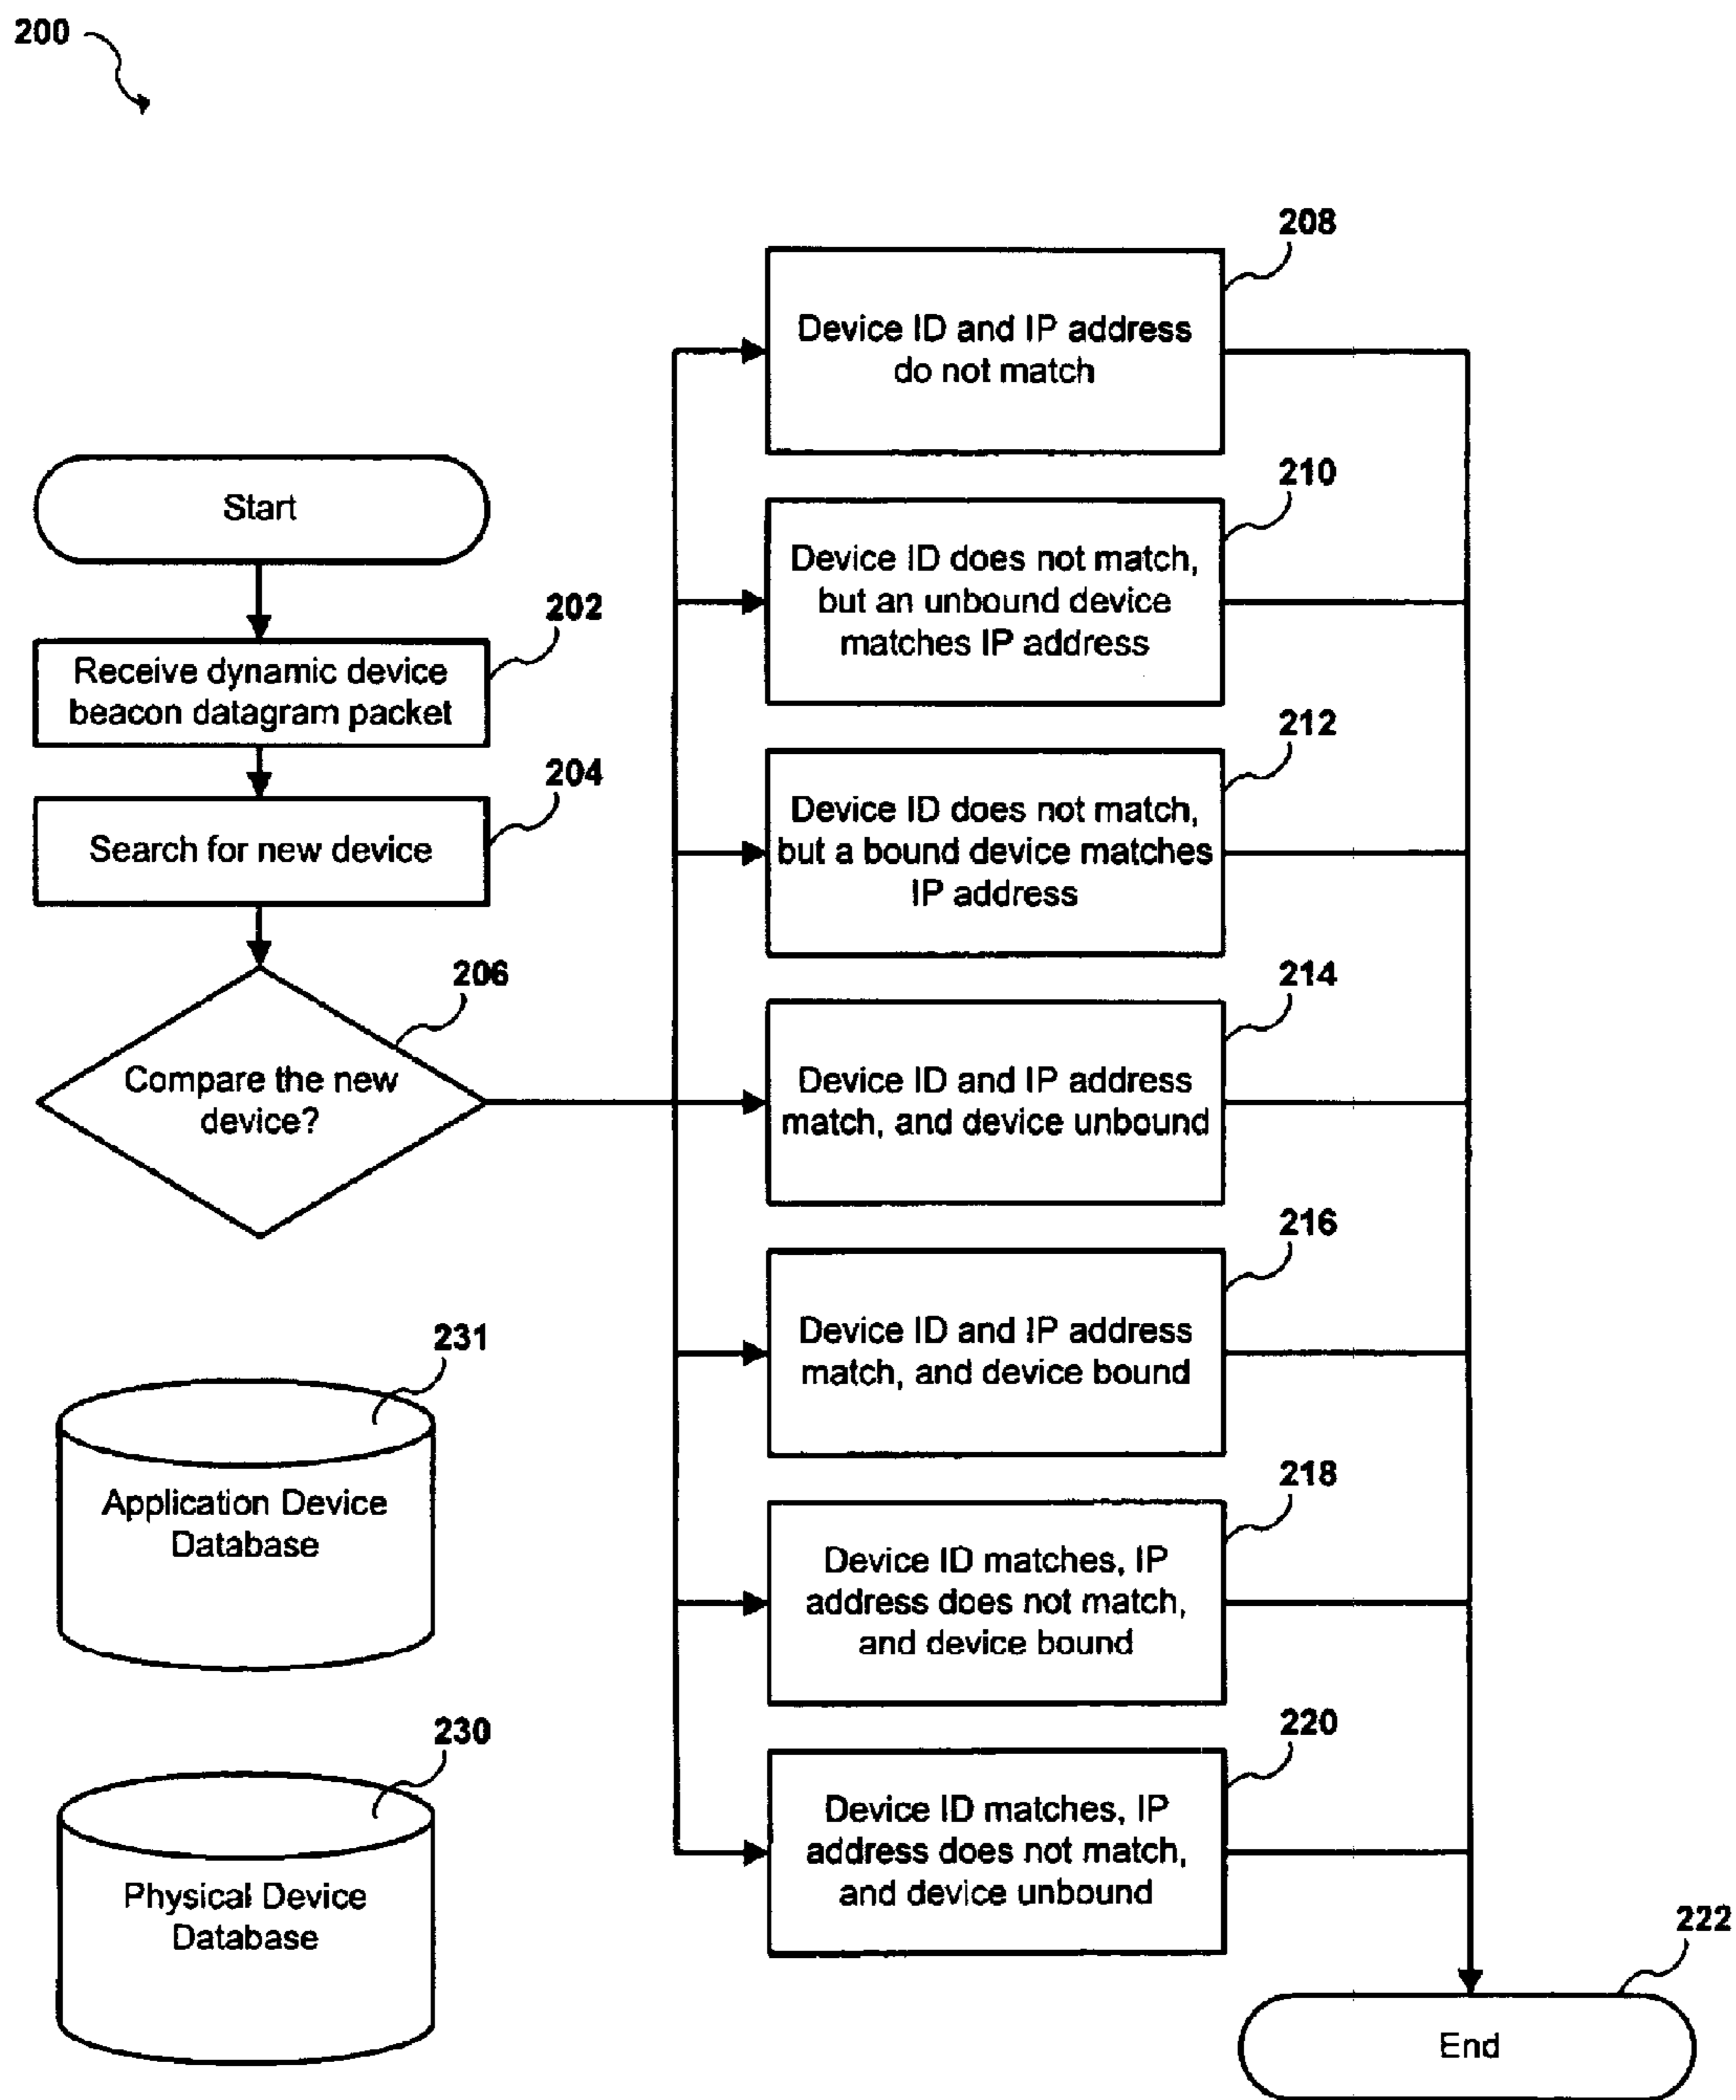 200
Start
202
Receive dynamic device
beacon datagram packet
204
Search for new device
206
Compare the new
device?
208
Device ID and IP address
do not match
210
Device ID does not match,
but an unbound device
matches IP address
212
Device ID does not match,
but a bound device matches
IP address
214
Device ID and IP address
match, and device unbound
216
Device ID and IP address
match, and device bound
218
Device ID matches, IP
address does not match,
and device bound
220
Device ID matches, IP
address does not match,
and device unbound
231
Application Device
Database
230
Physical Device
Database
222
End